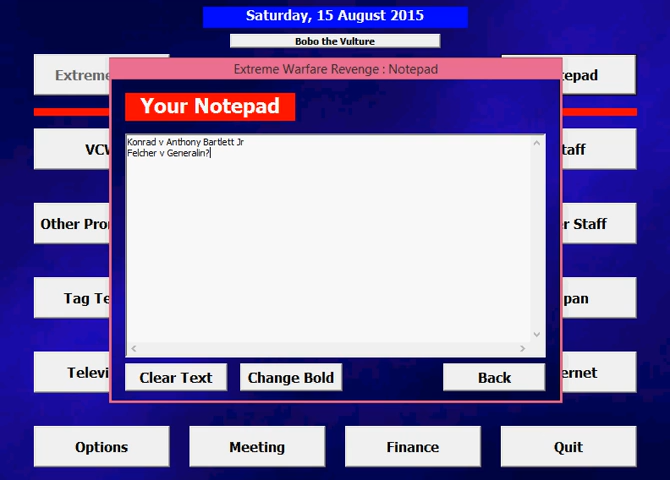 Saturday, 15 August 2015
Bobo the Vulture
Extreme
tepad
Extreme Warfare Revenge : Notepad
Your Notepad
Konrad v Anthony Bartlett Jr
Felcher v Generalin?
VCW
taff
Other Pro
r Staff
Tag Te
pan
Televi
ernet
Clear Text
Change Bold
Back
Options
Meeting
Finance
Quit